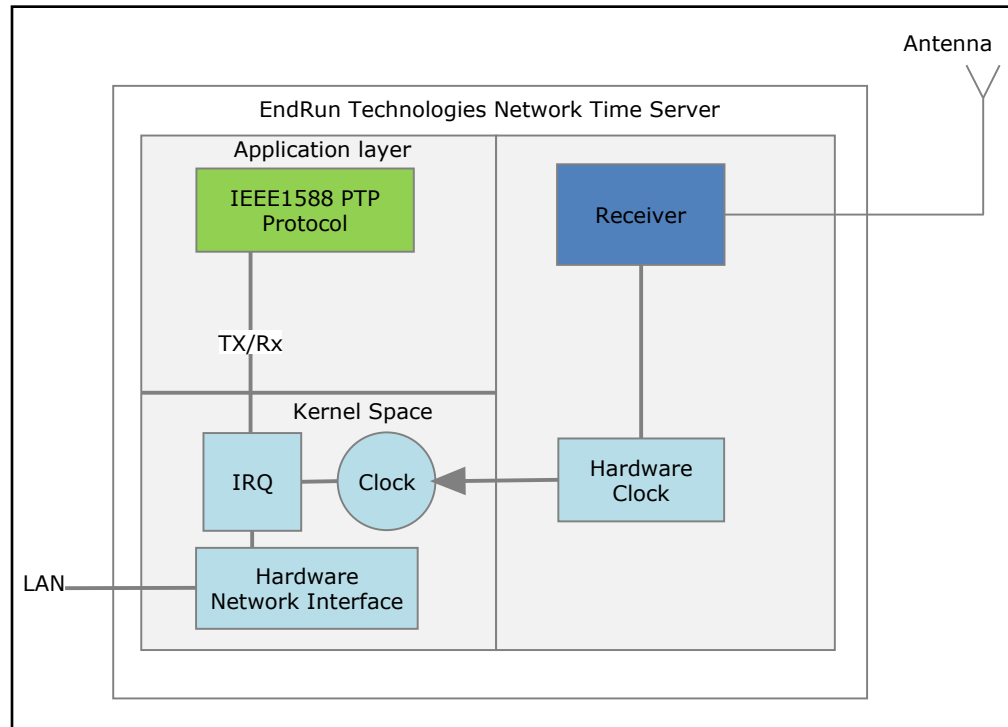 Antenna
EndRun Technologies Network Time Server
Application layer
IEEE1588 PTP
Protocol
Receiver
TX/Rx
Kernel Space
IRQ
Clock
Hardware
Clock
LAN
Hardware
Network Interface